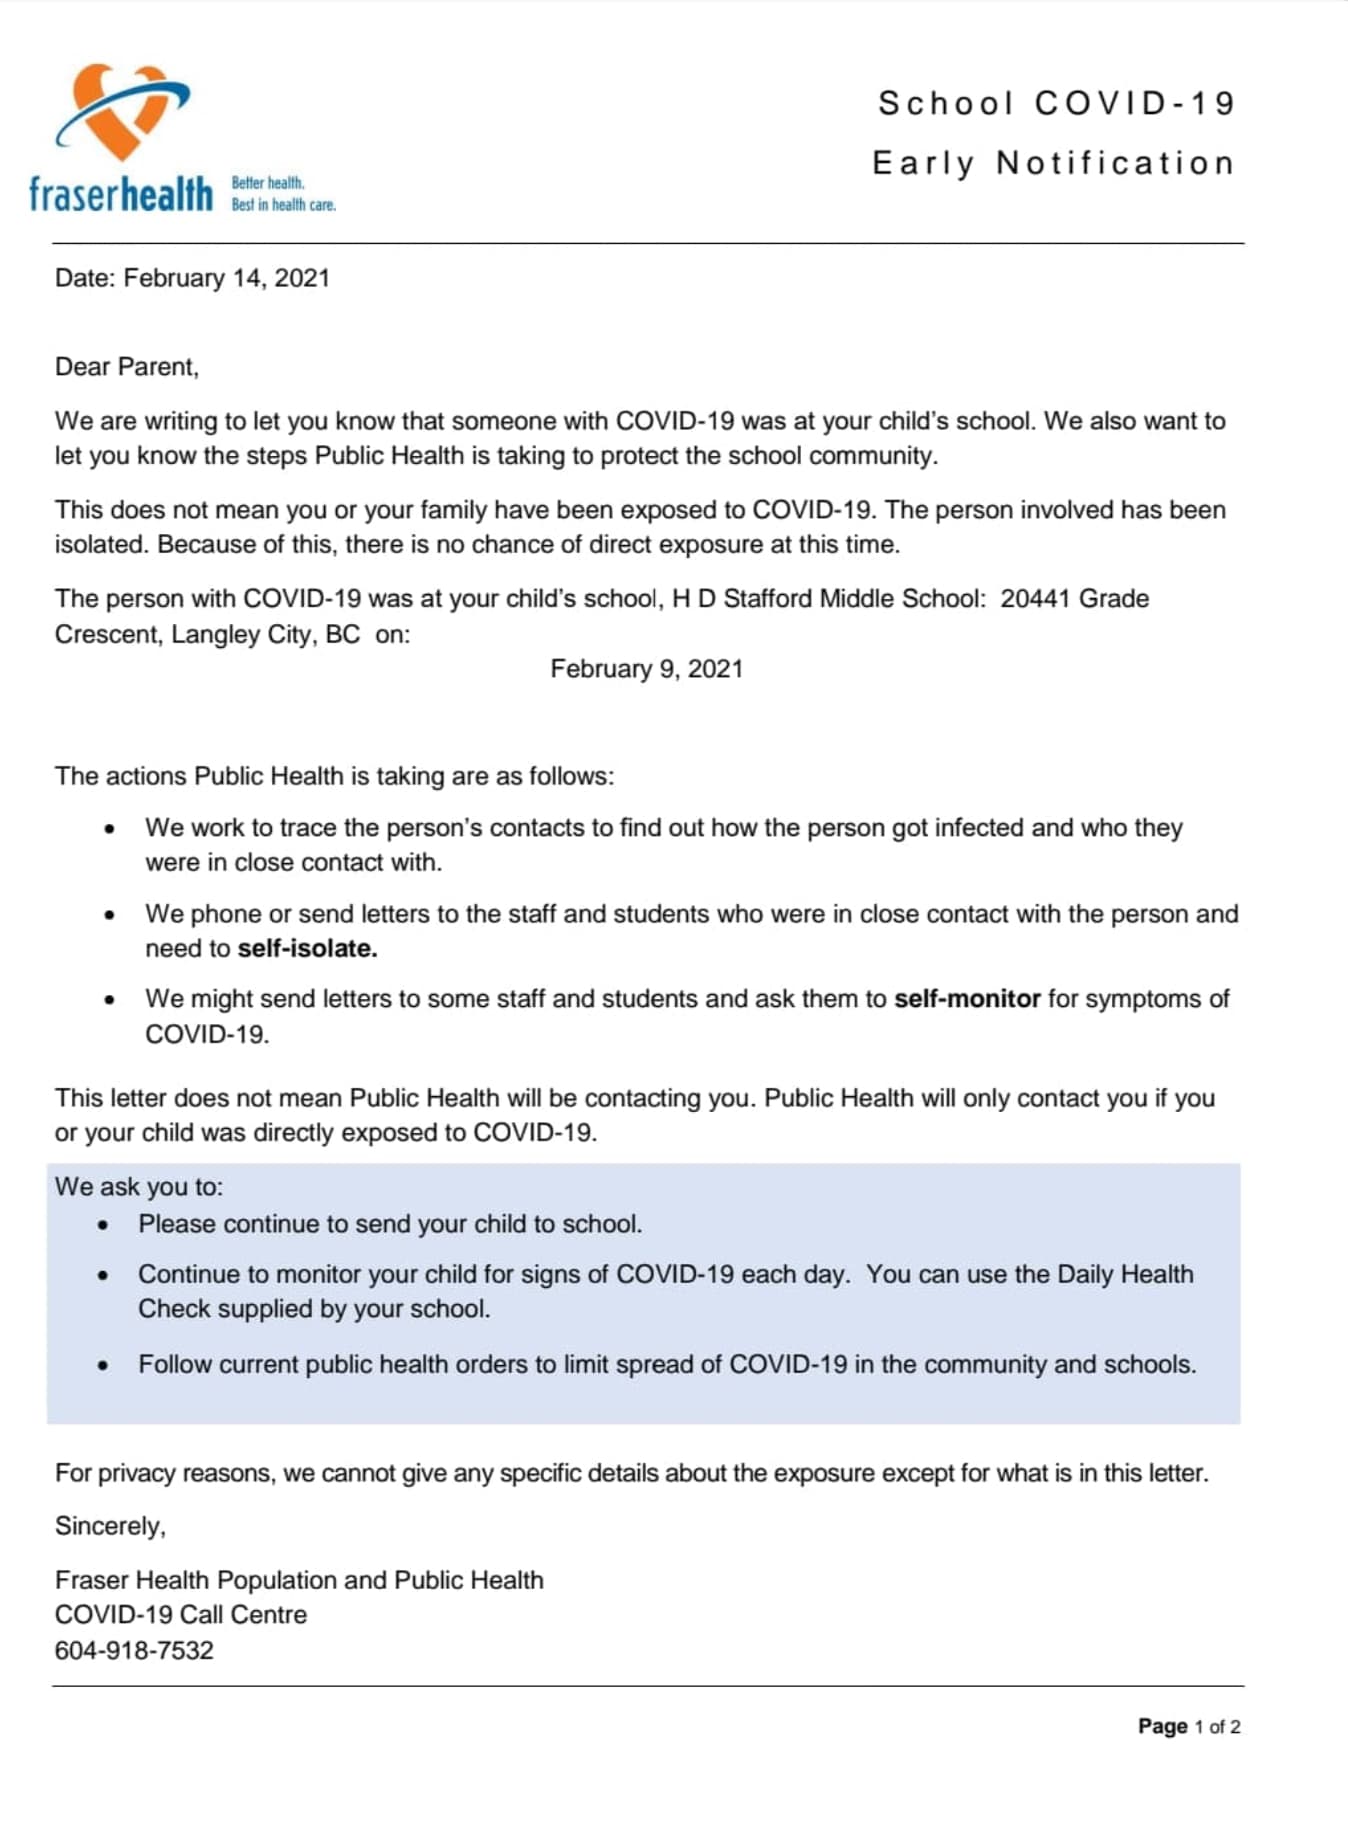 School COVID-19
Early Notification
fraserhealth
Better health.
Best in health care.
Date: February 14, 2021
Dear Parent,
We are writing to let you know that someone with COVID-19 was at your child's school. We also want to
let you know the steps Public Health is taking to protect the school community.
This does not mean you or your family have been exposed to COVID-19. The person involved has been
isolated. Because of this, there is no chance of direct exposure at this time.
The person with COVID-19 was at your child's school, H D Stafford Middle School:  20441 Grade
Crescent, Langley City, BC  on:
February 9, 2021
The actions Public Health is taking are as follows:
• We work to trace the person's contacts to find out how the person got infected and who they
were in close contact with.
• We phone or send letters to the staff and students who were in close contact with the person and
need to self-isolate.
• We might send letters to some staff and students and ask them to self-monitor for symptoms of
COVID-19.
This letter does not mean Public Health will be contacting you. Public Health will only contact you if you
or your child was directly exposed to COVID-19.
We ask you to:
• Please continue to send your child to school.
• Continue to monitor your child for signs of COVID-19 each day.  You can use the Daily Health
Check supplied by your school.
• Follow current public health orders to limit spread of COVID-19 in the community and schools.
For privacy reasons, we cannot give any specific details about the exposure except for what is in this letter.
Sincerely,
Fraser Health Population and Public Health
COVID-19 Call Centre
604-918-7532
Page 1 of 2